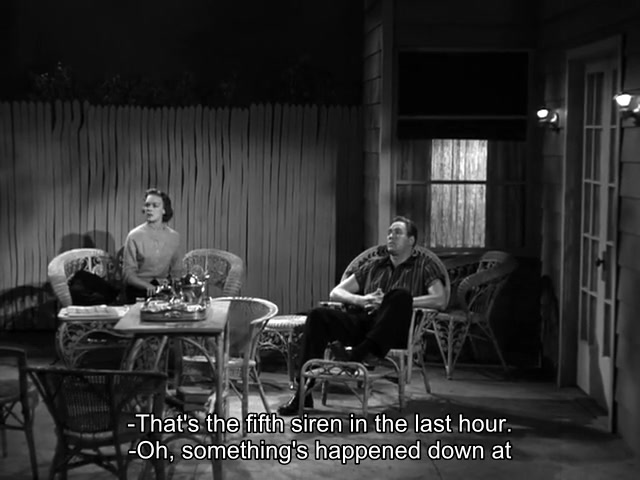 -That's the fifth siren in the last hour.
-Oh, something's happened down at